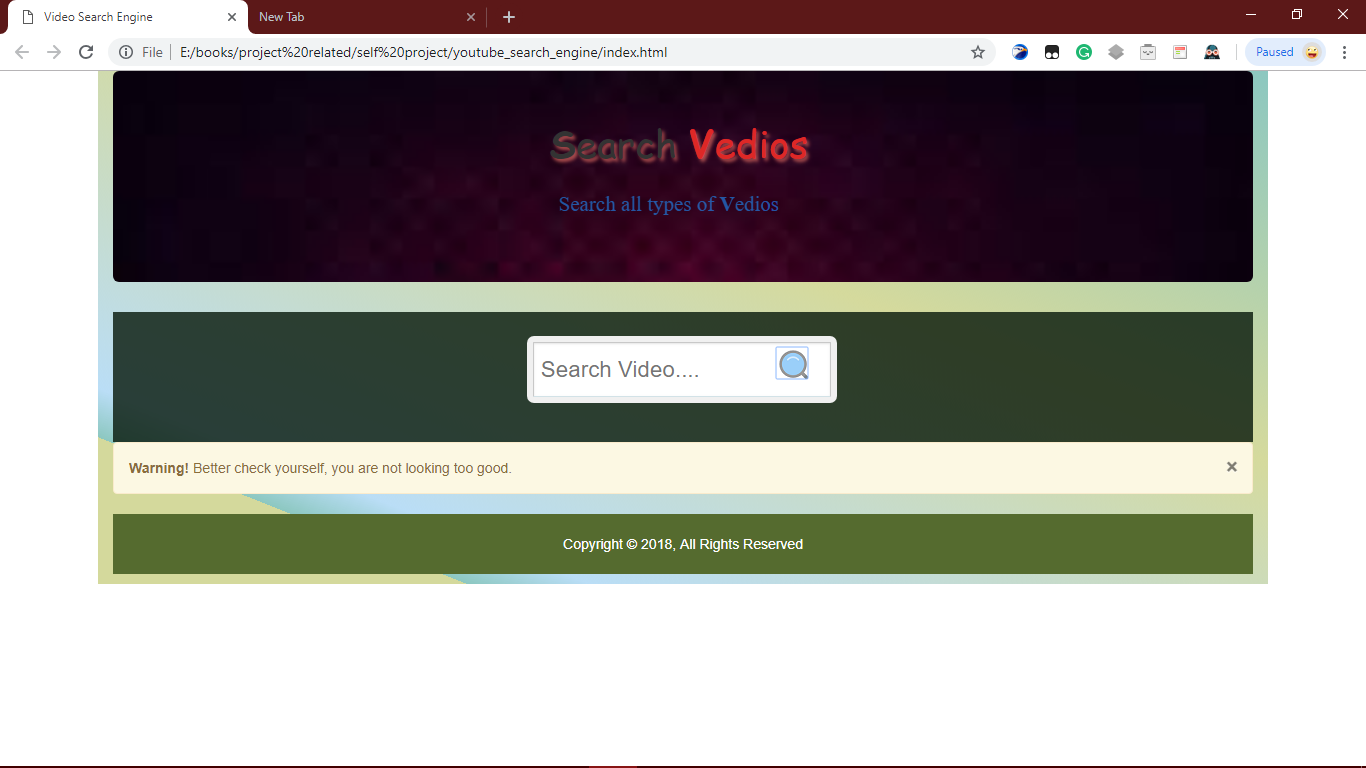 Video Search Engine
New Tab
File | E:/books/project%20related/self%20project/youtube_search_engine/index.html
Paused
Search Vedios
Search all types of Vedios
Search Video....
Warning! Better check yourself, you are not looking too good. ×
Copyright © 2018, All Rights Reserved